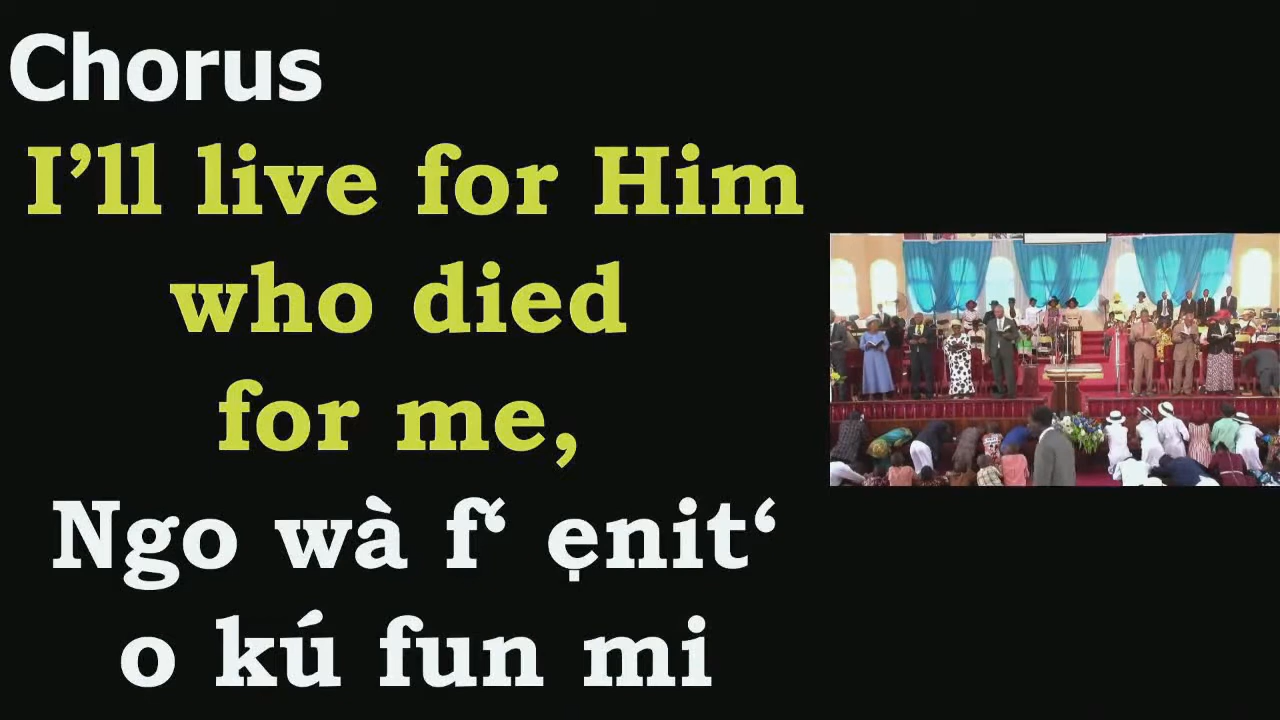 Chorus
I’ll live for Him
who died
for me,
Ngo wà f‘ ẹnit‘
o kú fun mi